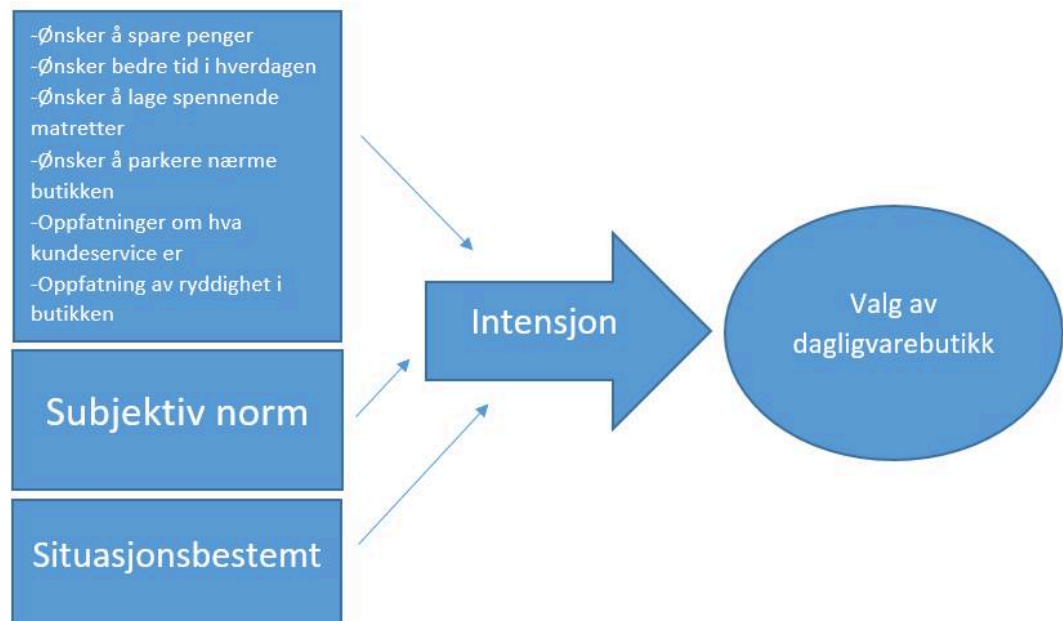 -Ønsker å spare penger
-Ønsker bedre tid i hverdagen
-Ønsker å lage spennende
matretter
-Ønsker å parkere nærme
butikken
-Oppfatninger om hva
kundeservice er
-Oppfatning av ryddighet i
butikken
Subjektiv norm
Situasjonsbestemt
Intensjon
Valg av
dagligvarebutikk